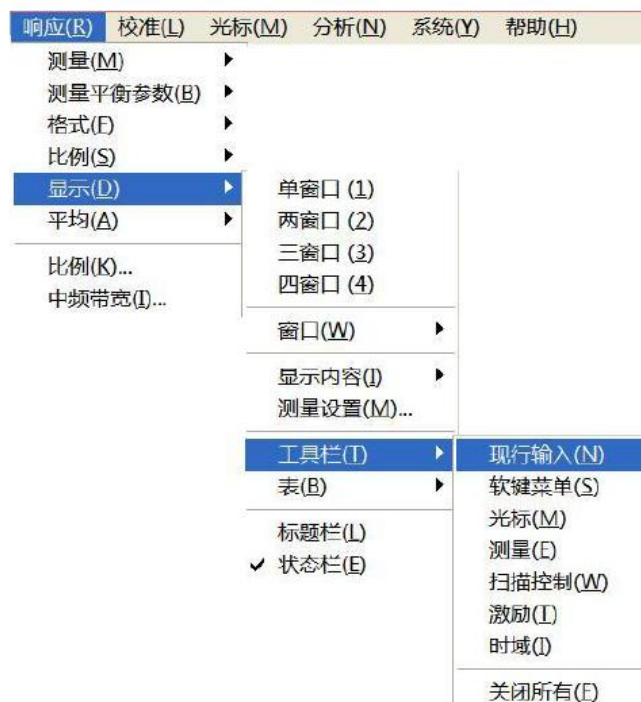 响应(R) 校准(L) 光标(M) 分析(N) 系统(Y) 帮助(H)
测量(M)
测量平衡参数(B)
格式(F)
比例(S)
显示(D)
平均(A)
比例(K)...
中频带宽(I)...
单窗口 (1)
两窗口 (2)
三窗口 (3)
四窗口 (4)
窗口(W)
显示内容(I)
测量设置(M)...
工具栏(T)
表(B)
标题栏(L)
状态栏(E)
现行输入(N)
软键菜单(S)
光标(M)
测量(E)
扫描控制(W)
激励(T)
时域(I)
关闭所有(F)